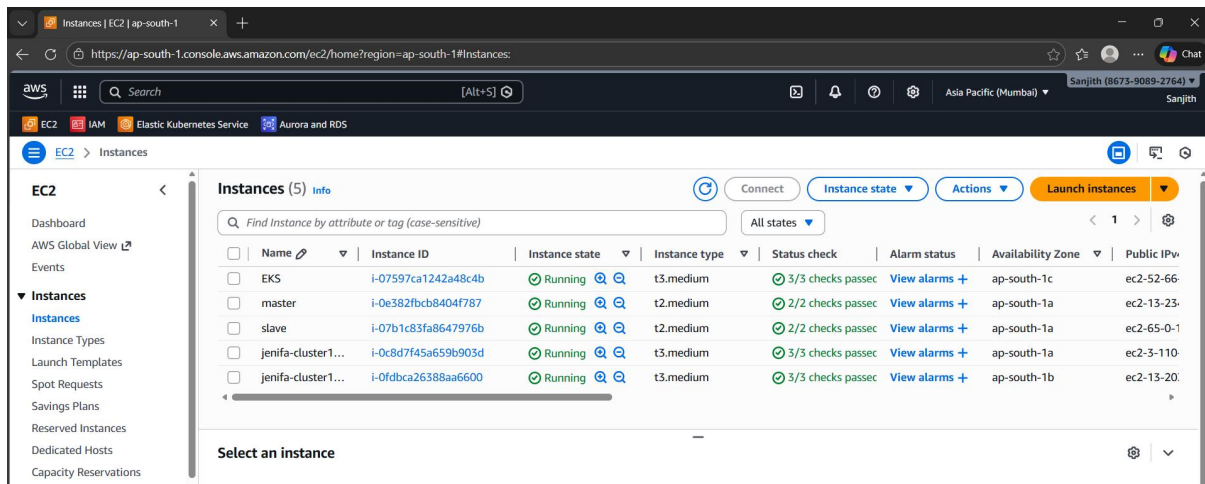 Instances | EC2 | ap-south-1
https://ap-south-1.console.aws.amazon.com/ec2/home?region=ap-south-1#Instances:
Chat
aws Search [Alt+S] Asia Pacific (Mumbai) Sanjith (8673-9089-2764)
Sanjith
EC2 IAM Elastic Kubernetes Service Aurora and RDS
EC2 > Instances
EC2
Dashboard
AWS Global View
Events
Instances
Instances
Instance Types
Launch Templates
Spot Requests
Savings Plans
Reserved Instances
Dedicated Hosts
Capacity Reservations
Instances (5) Info Connect Instance state Actions Launch instances
Find Instance by attribute or tag (case-sensitive) All states 1
Name Instance ID Instance state Instance type Status check Alarm status Availability Zone Public IPv4
EKS i-07597ca1242a48c4b Running t3.medium 3/3 checks passed View alarms + ap-south-1c ec2-52-66-
master i-0e382fbcb8404f787 Running t2.medium 2/2 checks passed View alarms + ap-south-1a ec2-13-23
slave i-07b1c83fa8647976b Running t2.medium 2/2 checks passed View alarms + ap-south-1a ec2-65-0-1
jenifa-cluster1... i-0c8d7f45a659b903d Running t3.medium 3/3 checks passed View alarms + ap-south-1a ec2-3-110-
jenifa-cluster1... i-0fdbca26388aa6600 Running t3.medium 3/3 checks passed View alarms + ap-south-1b ec2-13-20
Select an instance